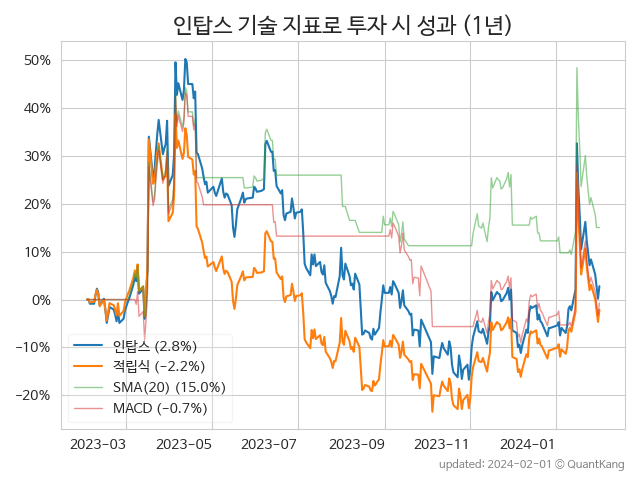 인탑스 기술 지표로 투자 시 성과 (1년)
50%
40%
30%
20%
10%
0%
−10%
−20%
인탑스 (2.8%)
적립식 (−2.2%)
SMA(20) (15.0%)
MACD (−0.7%)
2023-03
2023-05
2023-07
2023-09
2023-11
2024-01
updated: 2024-02-01 © QuantKang